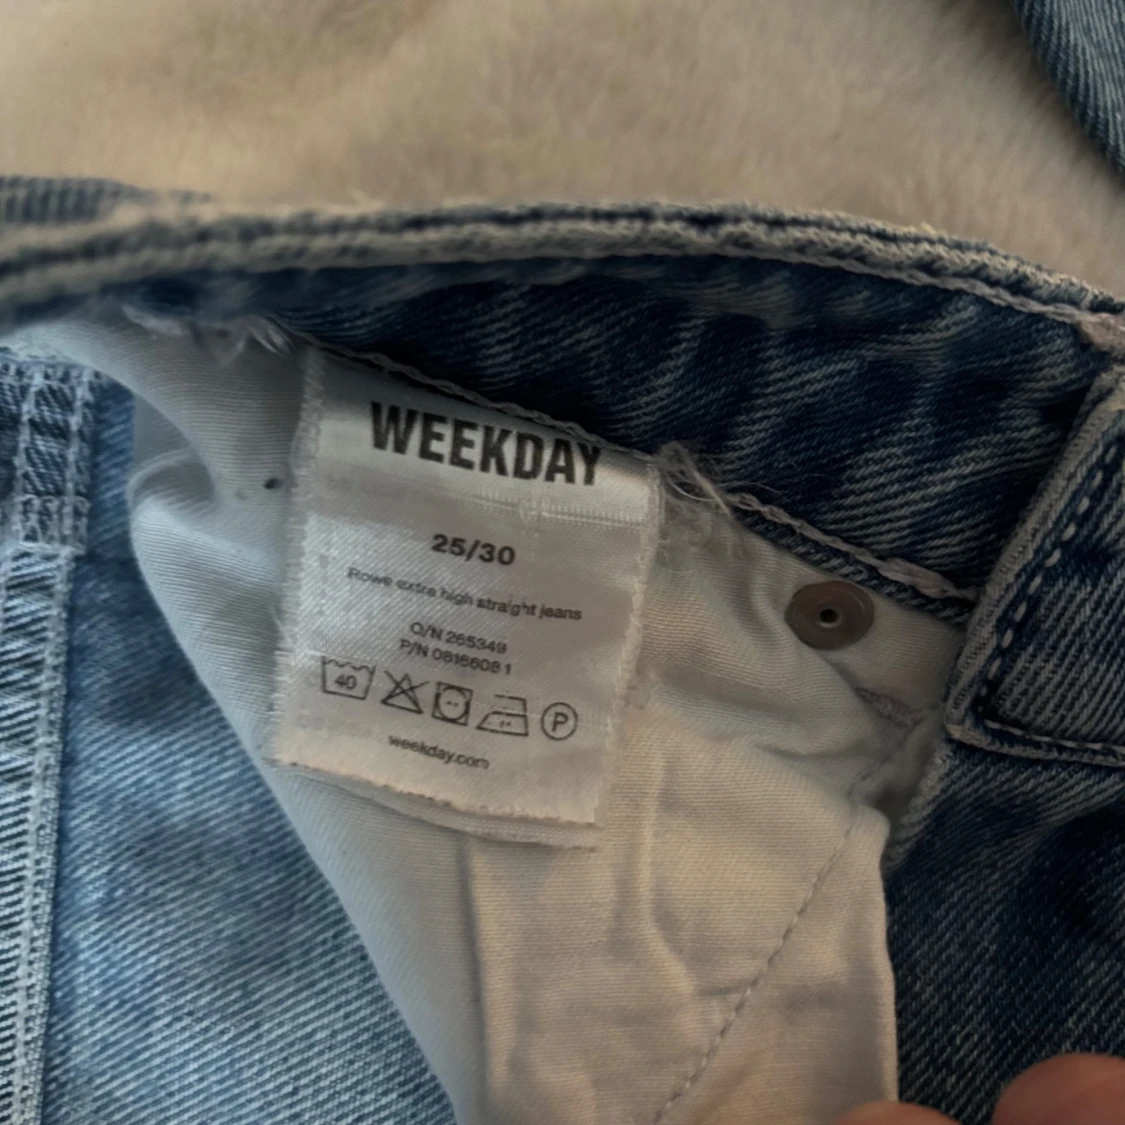 WEEKDAY
25/30
Rowe extra high straight jeans
O/N 265349
P/N 08166081
40 P
weekday.com